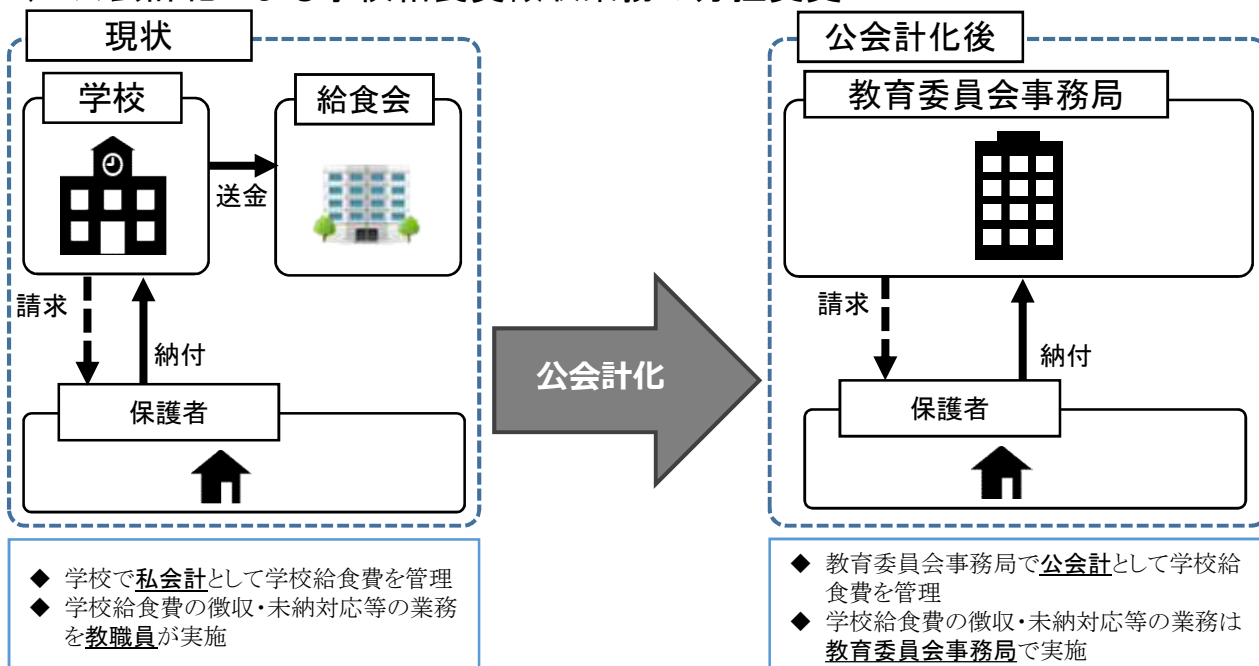 現状
学校
給食会
送金
請求
納付
保護者
◆ 学校で私会計として学校給食費を管理
◆ 学校給食費の徴収・未納対応等の業務
を教職員が実施
公会計化
公会計化後
教育委員会事務局
請求
納付
保護者
◆ 教育委員会事務局で公会計として学校給
食費を管理
◆ 学校給食費の徴収・未納対応等の業務は
教育委員会事務局で実施